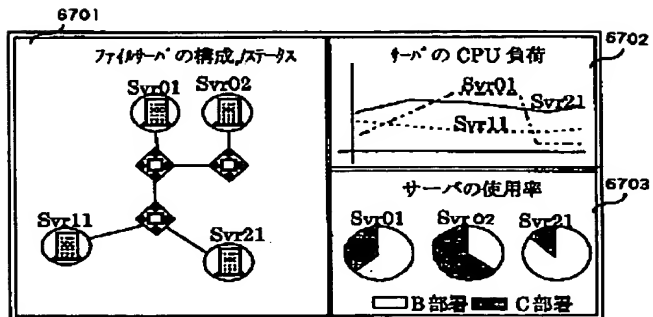 6701
ファイルサーバの構成/ステータス
Svr01
Svr02
Svr11
Svr21
6702
サーバのCPU負荷
Svr01
Svr21
Svr11
6703
サーバの使用率
Svr01
Svr02
Svr21
B部署
C部署